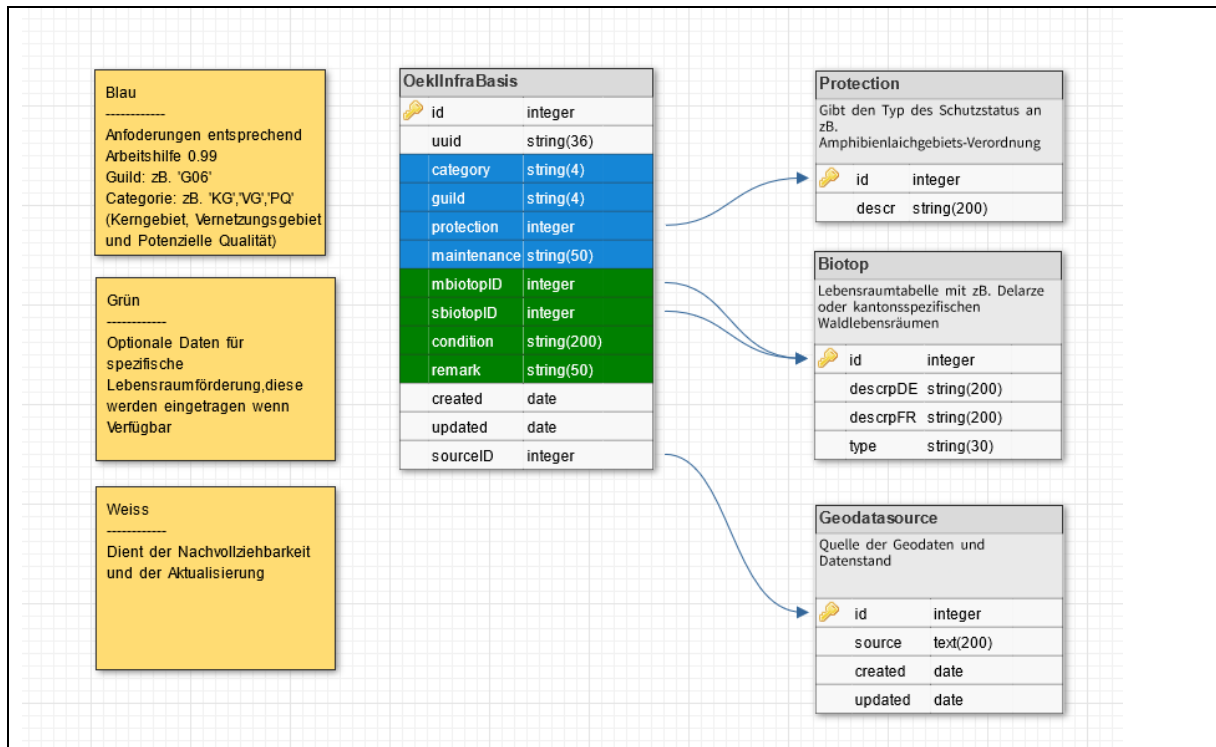 Blau
------------
Anfoderungen entsprechend
Arbeitshilfe 0.99
Guild: zB. 'G06'
Categorie: zB. 'KG','VG','PQ'
(Kerngebiet, Vernetzungsgebiet
und Potenzielle Qualität)
Grün
------------
Optionale Daten für
spezifische
Lebensraumförderung,diese
werden eingetragen wenn
Verfügbar
Weiss
------------
Dient der Nachvollziehbarkeit
und der Aktualisierung
OeklInfraBasis
id integer
uuid string(36)
category string(4)
guild string(4)
protection integer
maintenance string(50)
mbiotopID integer
sbiotopID integer
condition string(200)
remark string(50)
created date
updated date
sourceID integer
Protection
Gibt den Typ des Schutzstatus an
zB.
Amphibienlaichgebiets-Verordnung
id integer
descr string(200)
Biotop
Lebensraumtabelle mit zB. Delarze
oder kantonsspezifischen
Waldlebensräumen
id integer
descrpDE string(200)
descrpFR string(200)
type string(30)
Geodatasource
Quelle der Geodaten und
Datenstand
id integer
source text(200)
created date
updated date